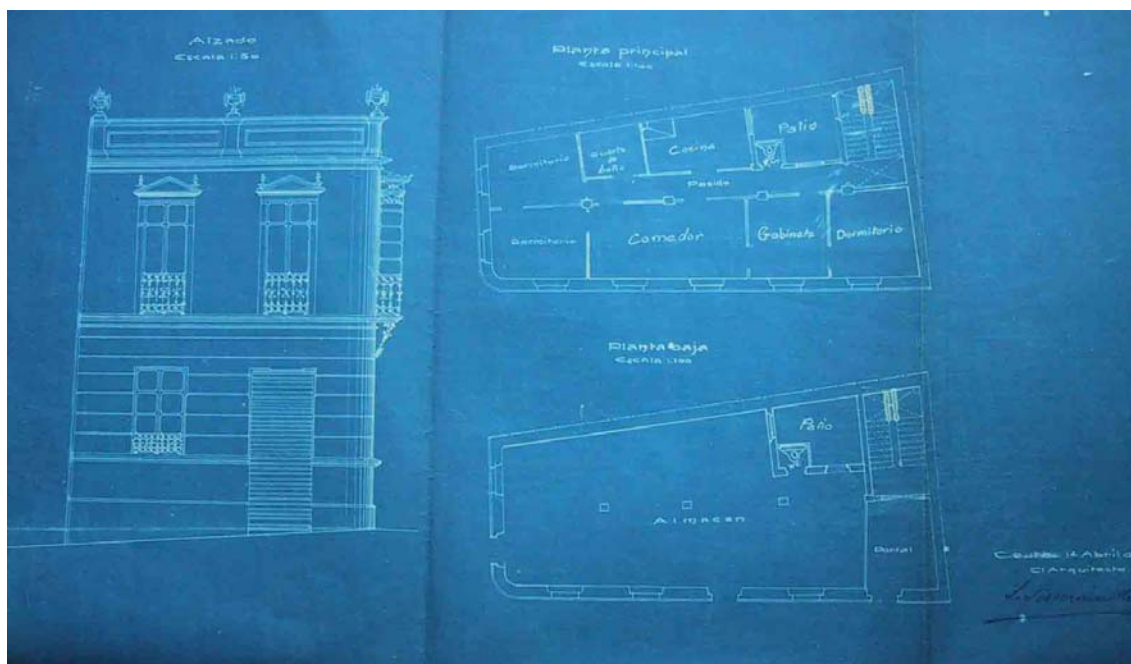 Alzado
Escala 1:50
Planta principal
Escala 1:100
Dormitorio
Cuarto
de
baño
Cocina
Patio
Pasillo
Dormitorio
Comedor
Gabinete
Dormitorio
Planta baja
Escala 1:100
Patio
Almacen
Portal
Abril
El Arquitecto